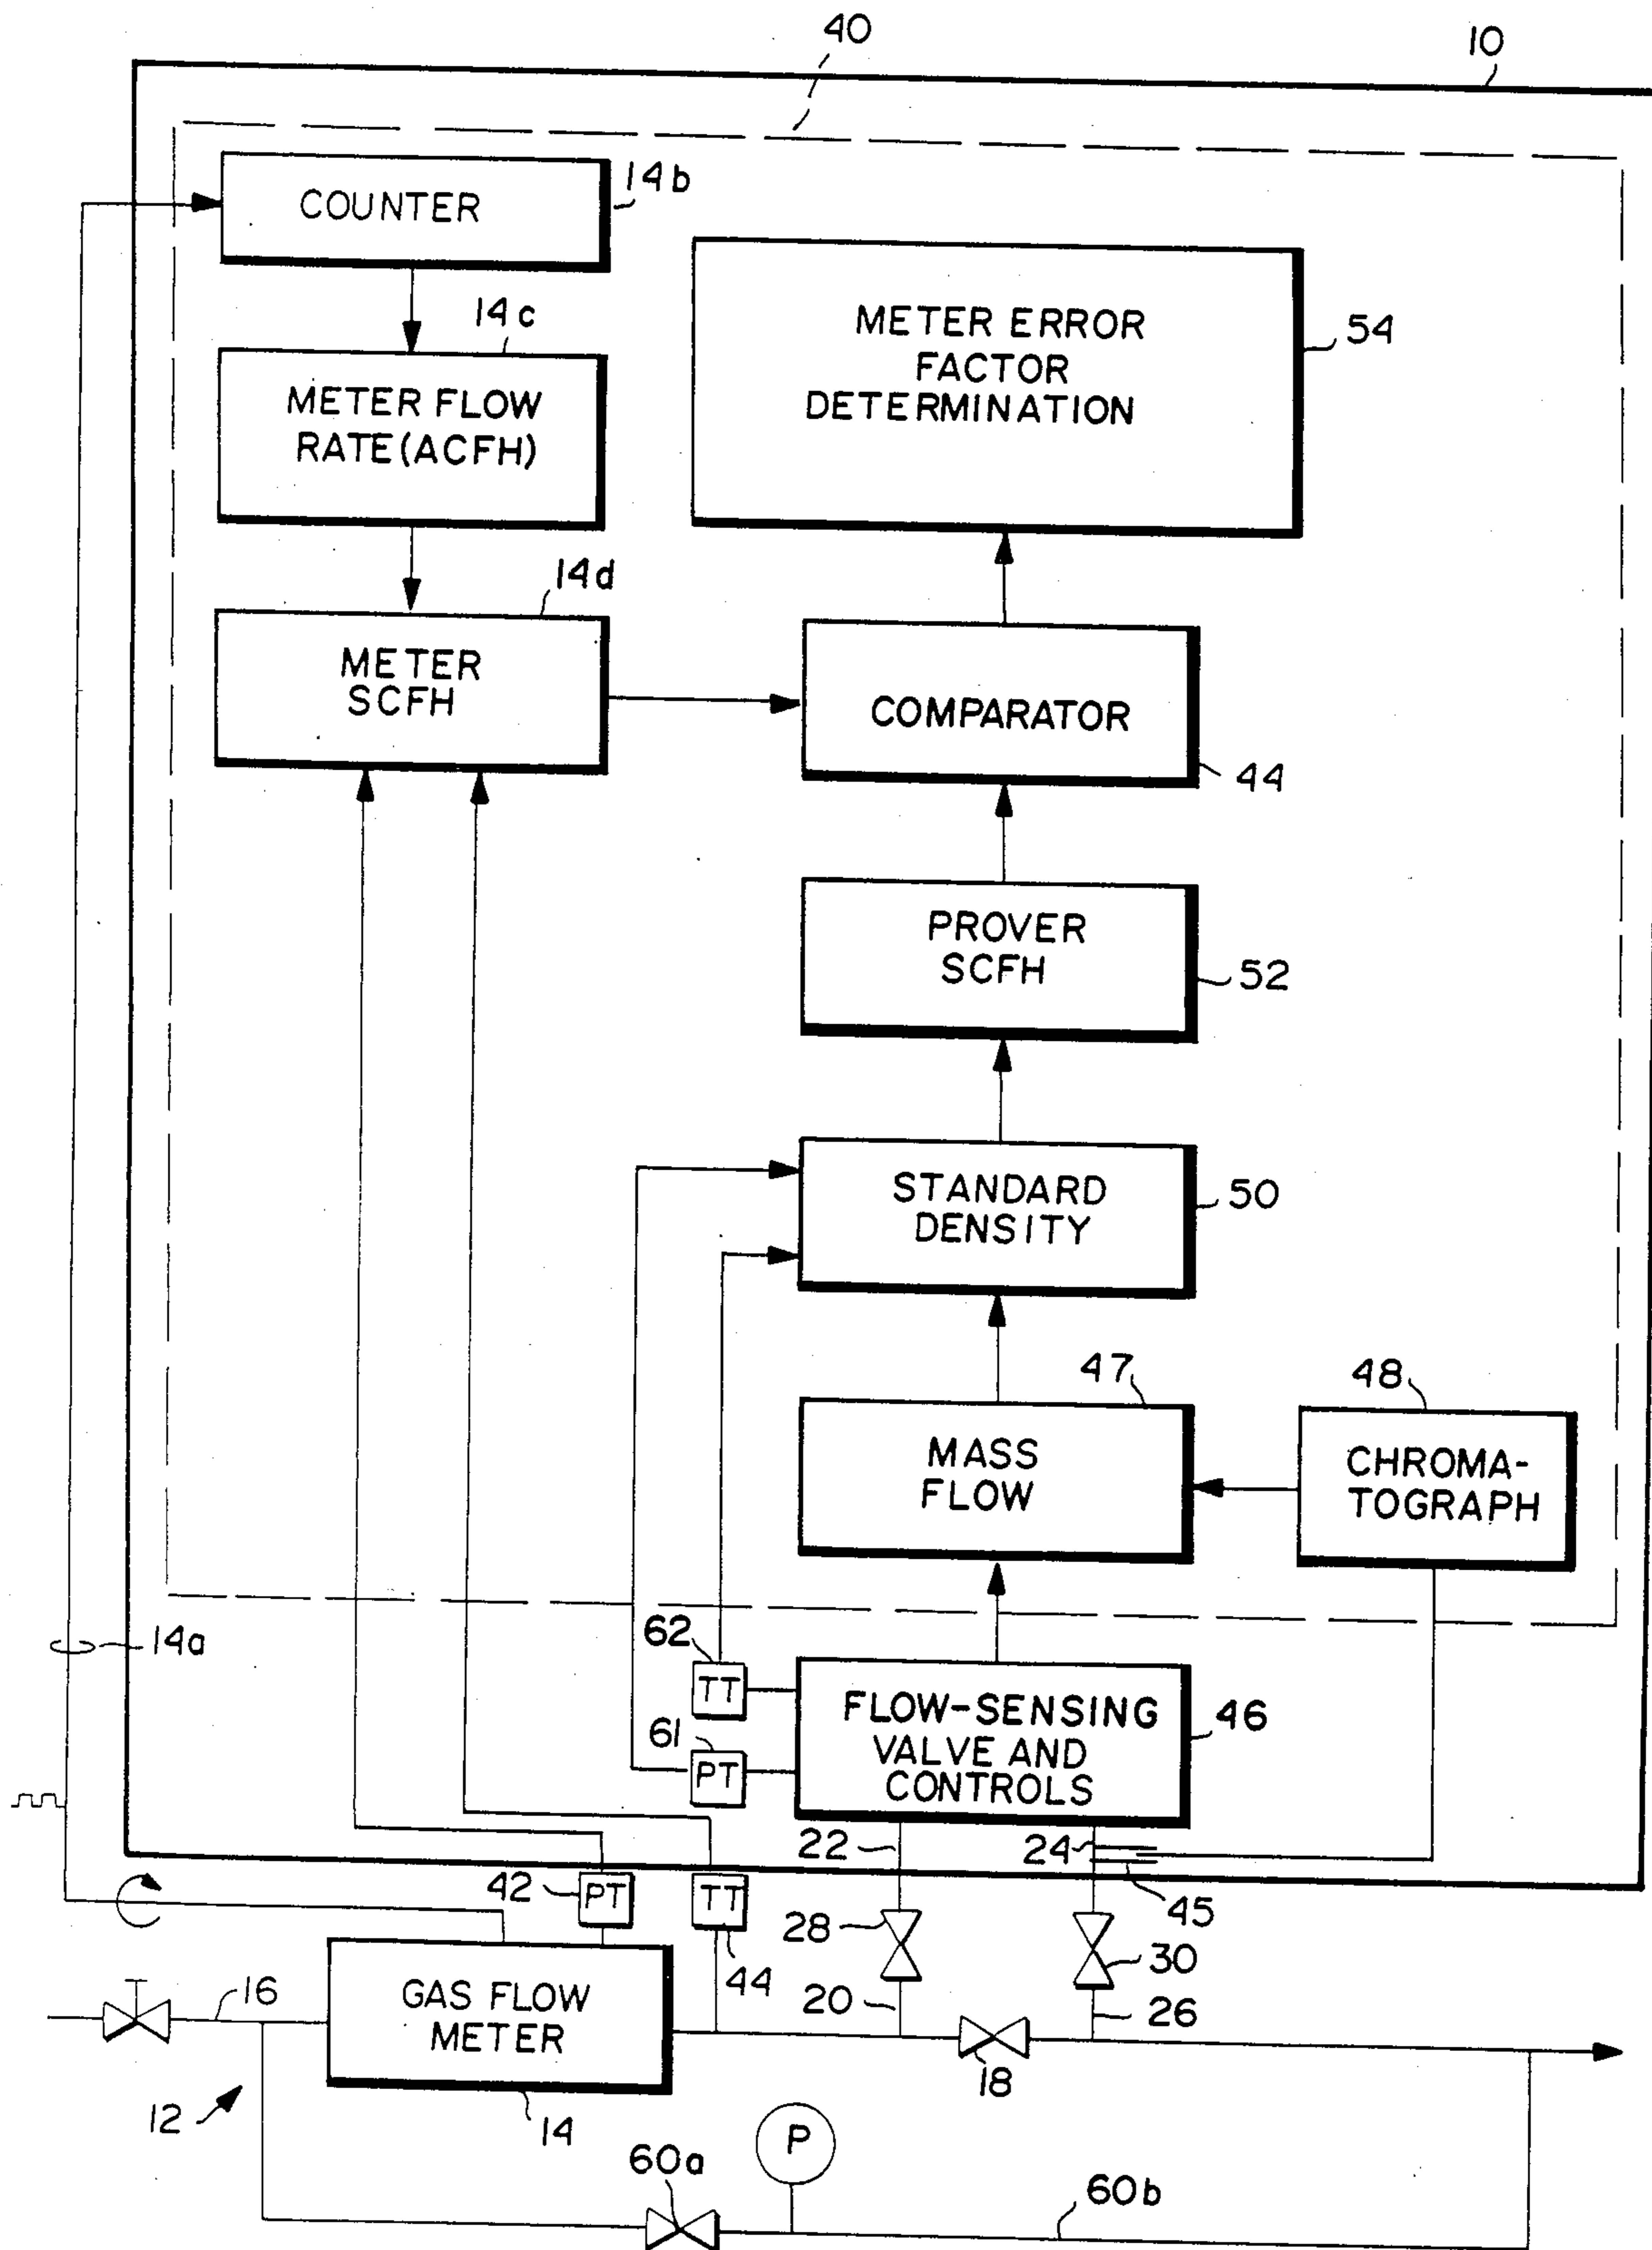 40
10
COUNTER
14b
14c
METER FLOW
RATE(ACFH)
METER ERROR
FACTOR
DETERMINATION
54
14d
METER
SCFH
COMPARATOR
44
PROVER
SCFH
52
STANDARD
DENSITY
50
47
MASS
FLOW
48
CHROMA-
TOGRAPH
14a
62
TT
61
PT
FLOW-SENSING
VALVE AND
CONTROLS
46
22
24
45
42
PT
TT
44
28
30
16
GAS FLOW
METER
20
26
18
12
14
P
60a
60b